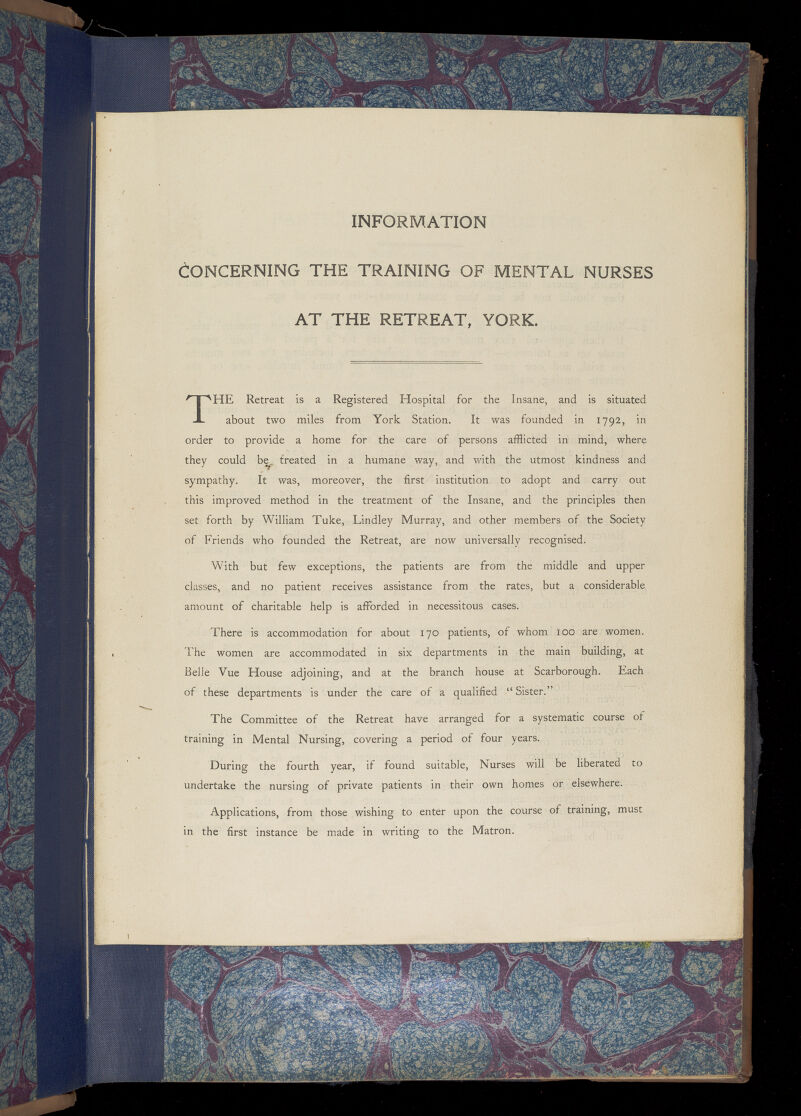 INFORMATION
CONCERNING THE TRAINING OF MENTAL NURSES
AT THE RETREAT, YORK.
THE Retreat is a Registered Hospital for the Insane, and is situated
about two miles from York Station. It was founded in 1792, in
order to provide a home for the care of persons afflicted in mind, where
they could be treated in a humane way, and with the utmost kindness and
sympathy. It was, moreover, the first institution to adopt and carry out
this improved method in the treatment of the Insane, and the principles then
set forth by William Tuke, Lindley Murray, and other members of the Society
of Friends who founded the Retreat, are now universally recognised.
With but few exceptions, the patients are from the middle and upper
classes, and no patient receives assistance from the rates, but a considerable
amount of charitable help is afforded in necessitous cases.
There is accommodation for about 170 patients, of whom 100 are women.
The women are accommodated in six departments in the main building, at
Belle Vue House adjoining, and at the branch house at Scarborough. Each
of these departments is under the care of a qualified "Sister."
The Committee of the Retreat have arranged for a systematic course of
training in Mental Nursing, covering a period of four years.
During the fourth year, if found suitable, Nurses will be liberated to
undertake the nursing of private patients in their own homes or elsewhere.
Applications, from those wishing to enter upon the course of training, must
in the first instance be made in writing to the Matron.